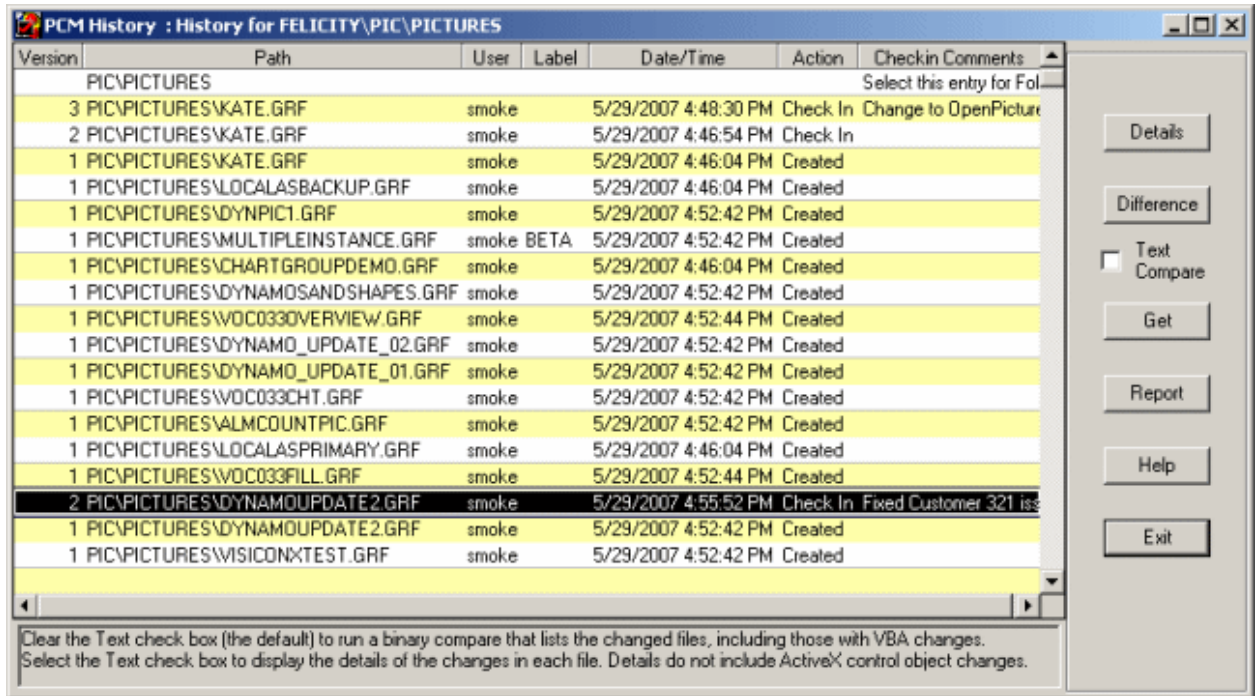 PCM History : History for FELICITY\PIC\PICTURES
Version Path User Label Date/Time Action Checkin Comments
PIC\PICTURES Select this entry for Fol
3 PIC\PICTURES\KATE.GRF smoke 5/29/2007 4:48:30 PM Check In Change to OpenPicture
2 PIC\PICTURES\KATE.GRF smoke 5/29/2007 4:46:54 PM Check In
1 PIC\PICTURES\KATE.GRF smoke 5/29/2007 4:46:04 PM Created
1 PIC\PICTURES\LOCALASBACKUP.GRF smoke 5/29/2007 4:46:04 PM Created
1 PIC\PICTURES\DYNPIC1.GRF smoke 5/29/2007 4:52:42 PM Created
1 PIC\PICTURES\MULTIPLEINSTANCE.GRF smoke BETA 5/29/2007 4:52:42 PM Created
1 PIC\PICTURES\CHARTGROUPDEMO.GRF smoke 5/29/2007 4:46:04 PM Created
1 PIC\PICTURES\DYNAMOSANDSHAPES.GRF smoke 5/29/2007 4:52:42 PM Created
1 PIC\PICTURES\VOC033OVERVIEW.GRF smoke 5/29/2007 4:52:44 PM Created
1 PIC\PICTURES\DYNAMO_UPDATE_02.GRF smoke 5/29/2007 4:52:42 PM Created
1 PIC\PICTURES\DYNAMO_UPDATE_01.GRF smoke 5/29/2007 4:52:42 PM Created
1 PIC\PICTURES\VOC033CHT.GRF smoke 5/29/2007 4:52:42 PM Created
1 PIC\PICTURES\ALMCOUNTPIC.GRF smoke 5/29/2007 4:52:42 PM Created
1 PIC\PICTURES\LOCALASPRIMARY.GRF smoke 5/29/2007 4:46:04 PM Created
1 PIC\PICTURES\VOC033FILL.GRF smoke 5/29/2007 4:52:44 PM Created
2 PIC\PICTURES\DYNAMOUPDATE2.GRF smoke 5/29/2007 4:55:52 PM Check In Fixed Customer 321 iss
1 PIC\PICTURES\DYNAMOUPDATE2.GRF smoke 5/29/2007 4:52:42 PM Created
1 PIC\PICTURES\VISICONXTEST.GRF smoke 5/29/2007 4:52:42 PM Created
Details
Difference
Text
Compare
Get
Report
Help
Exit
Clear the Text check box (the default) to run a binary compare that lists the changed files, including those with VBA changes.
Select the Text check box to display the details of the changes in each file. Details do not include ActiveX control object changes.